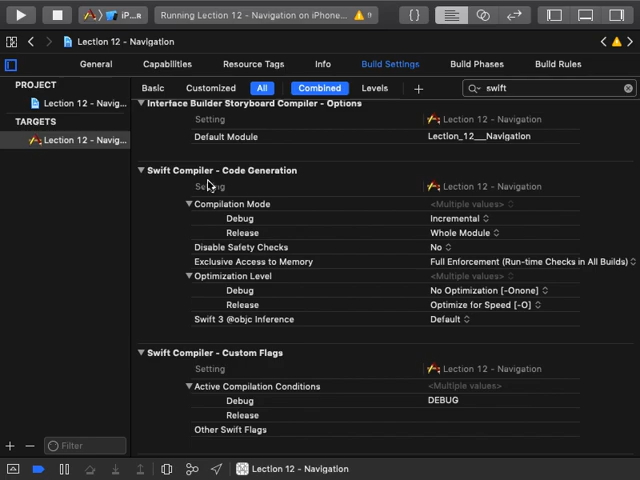 iP...R
Running Lection 12 - Navigation on iPhone...
Lection 12 - Navigation
General
Capabilities
Resource Tags
Info
Build Settings
Build Phases
Build Rules
PROJECT
Lection 12 - Navig...
TARGETS
Lection 12 - Navig...
Basic
Customized
All
Combined
Levels
swift
Interface Builder Storyboard Compiler - Options
Setting Lection 12 - Navigation
Default Module Lection_12___Navigation
Swift Compiler - Code Generation
Setting Lection 12 - Navigation
Compilation Mode <Multiple values>
Debug Incremental
Release Whole Module
Disable Safety Checks No
Exclusive Access to Memory Full Enforcement (Run-time Checks in All Builds)
Optimization Level <Multiple values>
Debug No Optimization [-Onone]
Release Optimize for Speed [-O]
Swift 3 @objc Inference Default
Swift Compiler - Custom Flags
Setting Lection 12 - Navigation
Active Compilation Conditions <Multiple values>
Debug DEBUG
Release
Other Swift Flags
Filter
Lection 12 - Navigation